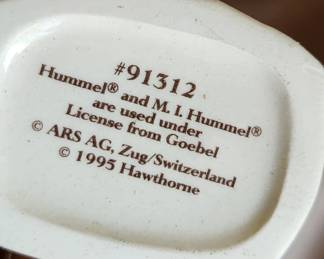 #91312
Hummel® and M. I. Hummel®
are used under
License from Goebel
© ARS AG, Zug/Switzerland
© 1995 Hawthorne